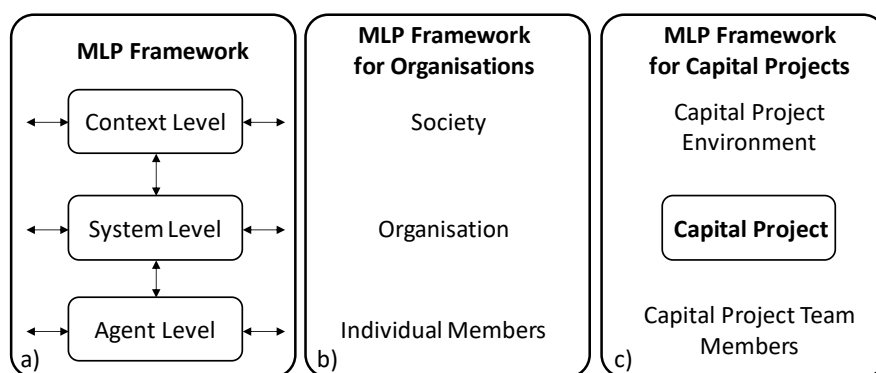 MLP Framework
Context Level
System Level
Agent Level
a)
MLP Framework
for Organisations
Society
Organisation
Individual Members
b)
MLP Framework
for Capital Projects
Capital Project
Environment
Capital Project
Capital Project Team
Members
c)